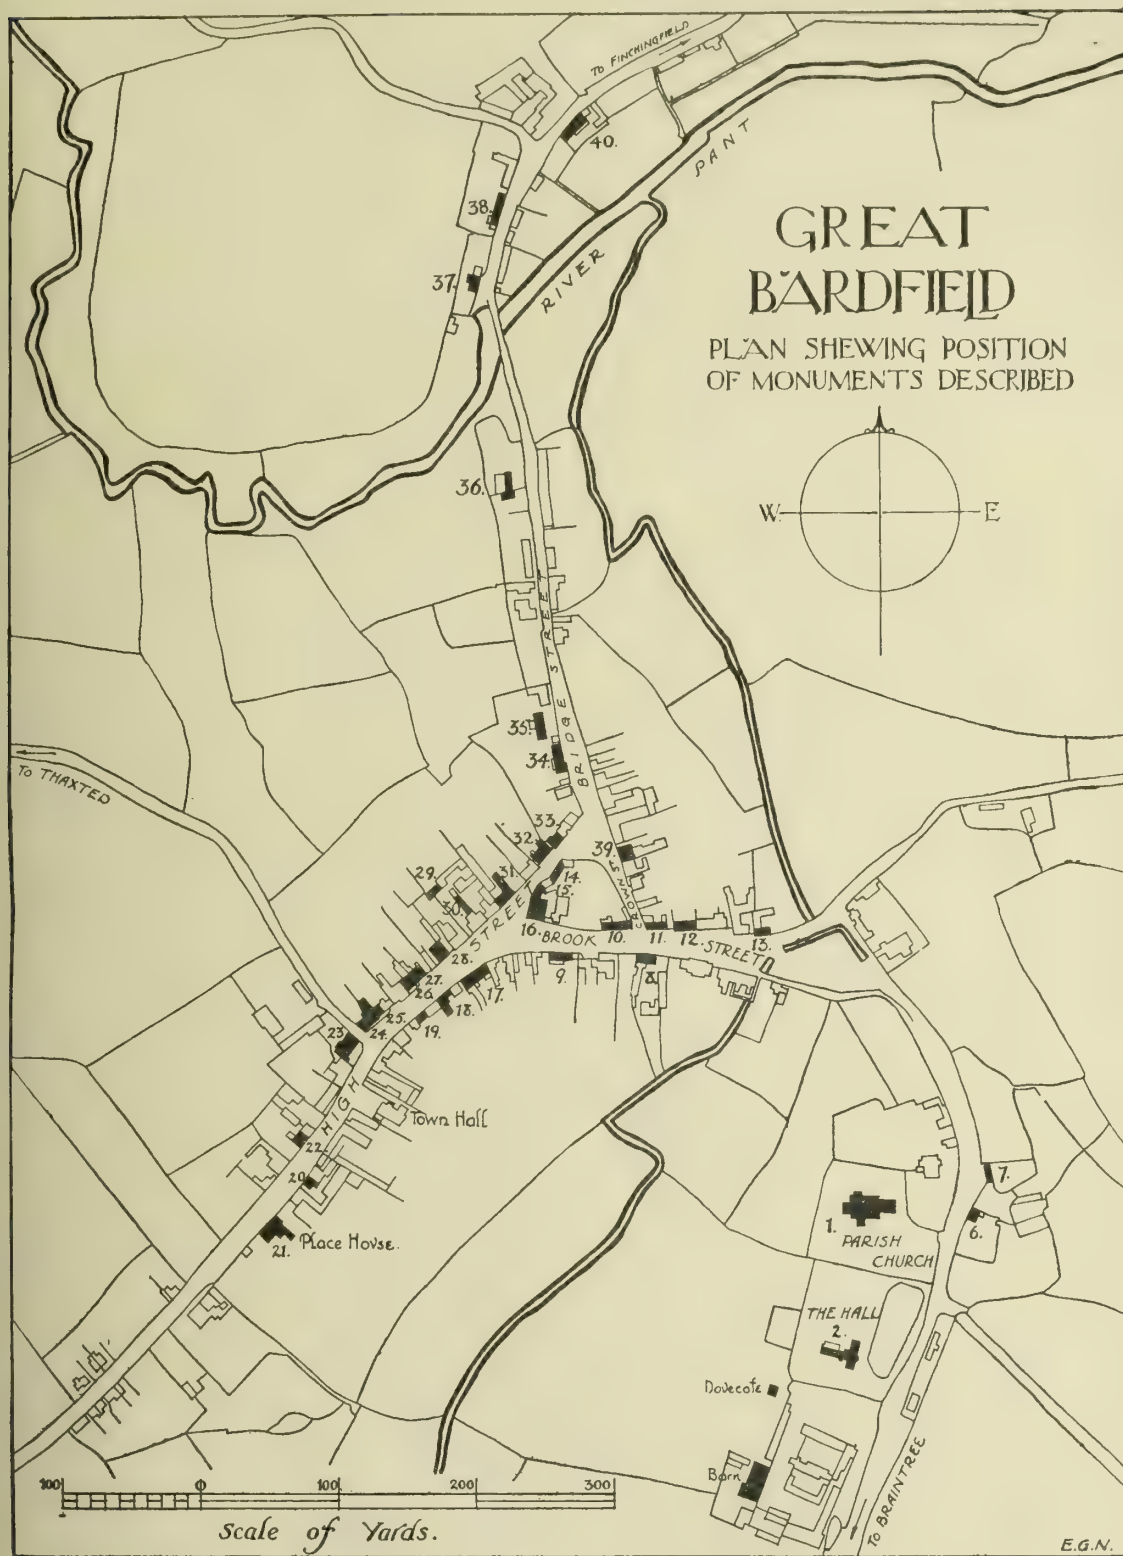 TO FINCHINGFIELD
40.
PANT
RIVER
38.
37.
GREAT
BARDFIELD
PLAN SHEWING POSITION
OF MONUMENTS DESCRIBED
W.
E
36.
BRIDGE STREET
35.
34.
TO THAXTED
33.
32.
39.
CROWN ST
14.
15.
31.
29.
30.
16.
BROOK
STREET
10.
11.
12.
13.
9.
8.
HIGH
STREET
28.
27.
26.
25.
24.
23.
17.
18.
19.
Town Hall
22.
20.
21.
Place House.
7.
6.
1.
PARISH
CHURCH
THE HALL
2.
Dovecote
Barn
TO BRAINTREE
100
0
100
200
300
Scale of Yards.
E.G.N.